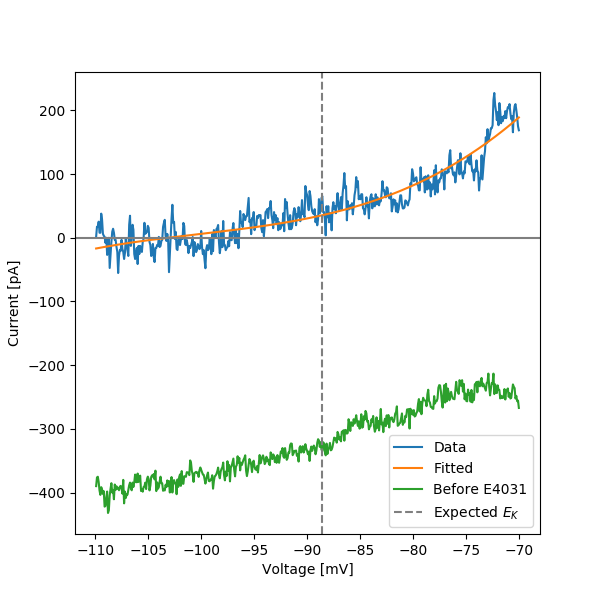 200
100
0
−100
−200
−300
−400
Current [pA]
−110
−105
−100
−95
−90
−85
−80
−75
−70
Voltage [mV]
Data
Fitted
Before E4031
Expected E_K